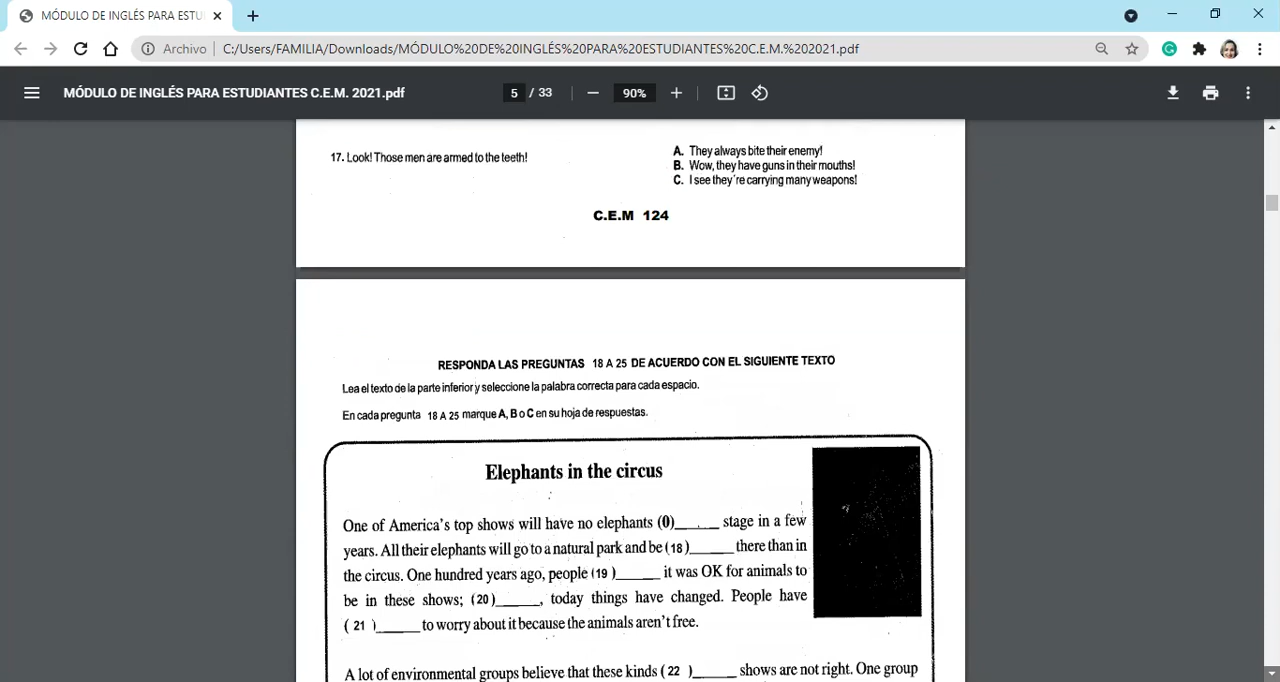 MÓDULO DE INGLÉS PARA ESTU
Archivo C:/Users/FAMILIA/Downloads/MÓDULO%20DE%20INGLÉS%20PARA%20ESTUDIANTES%20C.E.M.%202021.pdf
MÓDULO DE INGLÉS PARA ESTUDIANTES C.E.M. 2021.pdf 5 / 33 90%
17. Look! Those men are armed to the teeth!
A. They always bite their enemy!
B. Wow, they have guns in their mouths!
C. I see they´re carrying many weapons!
C.E.M 124
RESPONDA LAS PREGUNTAS 18 A 25 DE ACUERDO CON EL SIGUIENTE TEXTO
Lea el texto de la parte inferior y seleccione la palabra correcta para cada espacio.
En cada pregunta 18 A 25 marque A, B o C en su hoja de respuestas.
Elephants in the circus
One of America's top shows will have no elephants (0)______ stage in a few
years. All their elephants will go to a natural park and be (18)______ there than in
the circus. One hundred years ago, people (19 )______ it was OK for animals to
be in these shows; (20)______, today things have changed. People have
( 21 )______ to worry about it because the animals aren't free.
A lot of environmental groups believe that these kinds ( 22 )______ shows are not right. One group